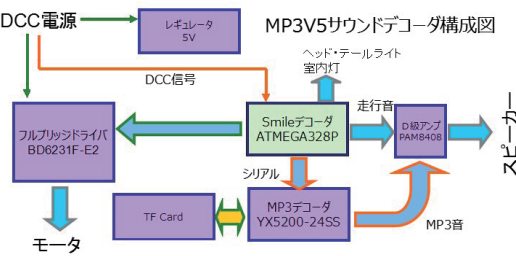 DCC電源
レギュレータ
5V
MP3V5サウンドデコーダ構成図
ヘッド・テールライト
室内灯
DCC信号
フルブリッジドライバ
BD6231F-E2
Smileデコーダ
ATMEGA328P
走行音
D級アンプ
PAM8408
スピーカー
シリアル
TF Card
MP3デコーダ
YX5200-24SS
MP3音
モータ